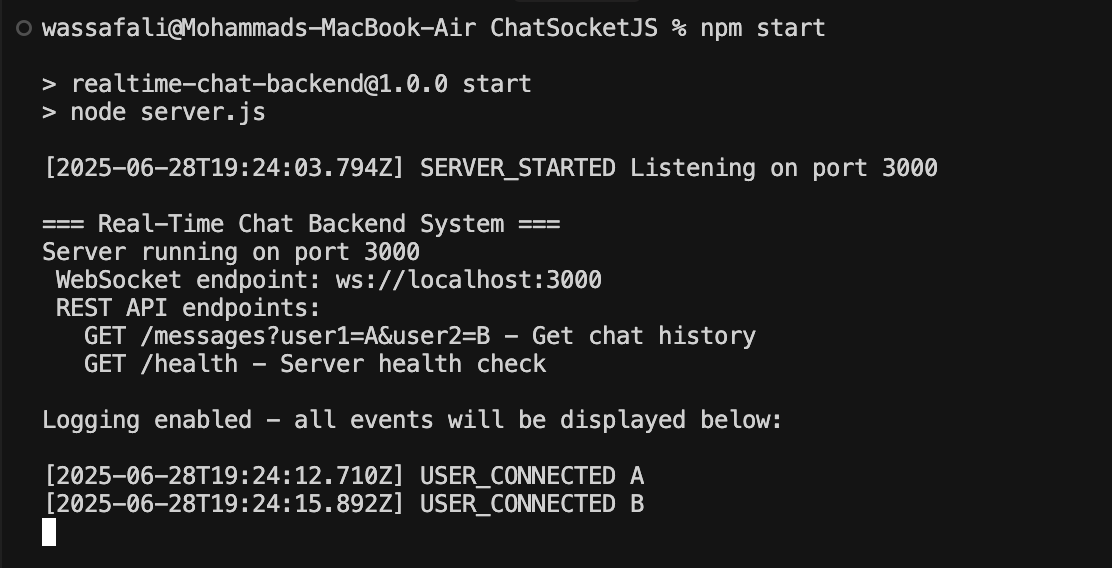 wassafali@Mohammads-MacBook-Air ChatSocketJS % npm start
> realtime-chat-backend@1.0.0 start
> node server.js
[2025-06-28T19:24:03.794Z] SERVER_STARTED Listening on port 3000
=== Real-Time Chat Backend System ===
Server running on port 3000
WebSocket endpoint: ws://localhost:3000
REST API endpoints:
GET /messages?user1=A&user2=B - Get chat history
GET /health - Server health check
Logging enabled - all events will be displayed below:
[2025-06-28T19:24:12.710Z] USER_CONNECTED A
[2025-06-28T19:24:15.892Z] USER_CONNECTED B